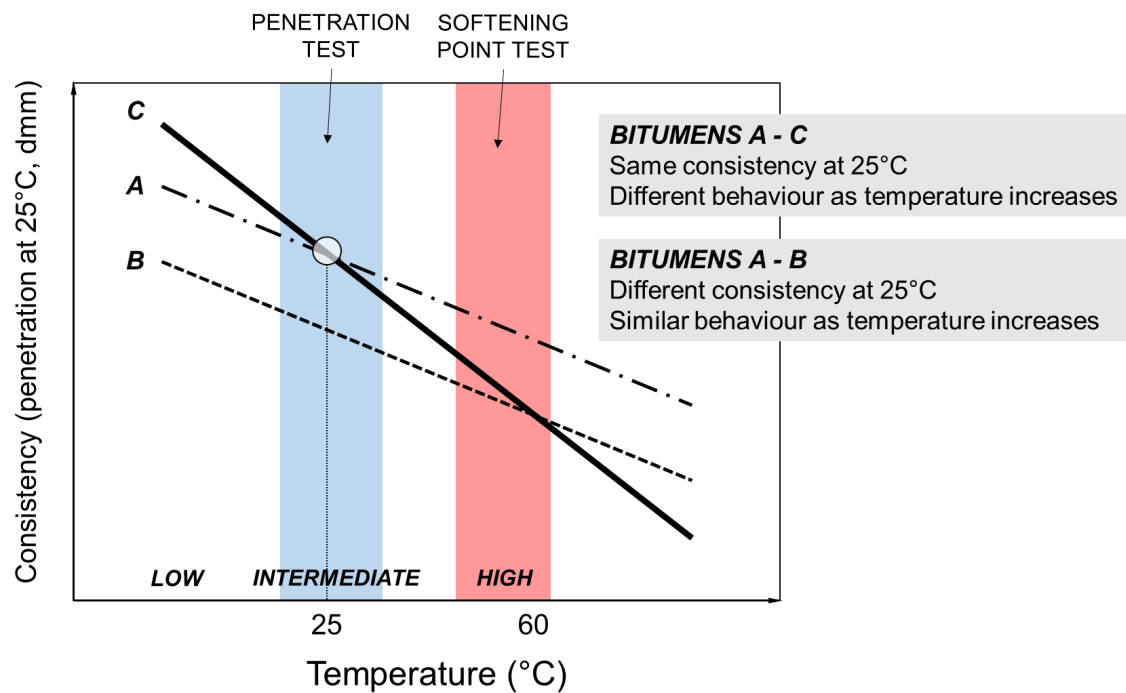 PENETRATION
TEST
SOFTENING
POINT TEST
Consistency (penetration at 25°C, dmm)
C
A
B
BITUMENS A - C
Same consistency at 25°C
Different behaviour as temperature increases
BITUMENS A - B
Different consistency at 25°C
Similar behaviour as temperature increases
LOW
INTERMEDIATE
HIGH
25
60
Temperature (°C)